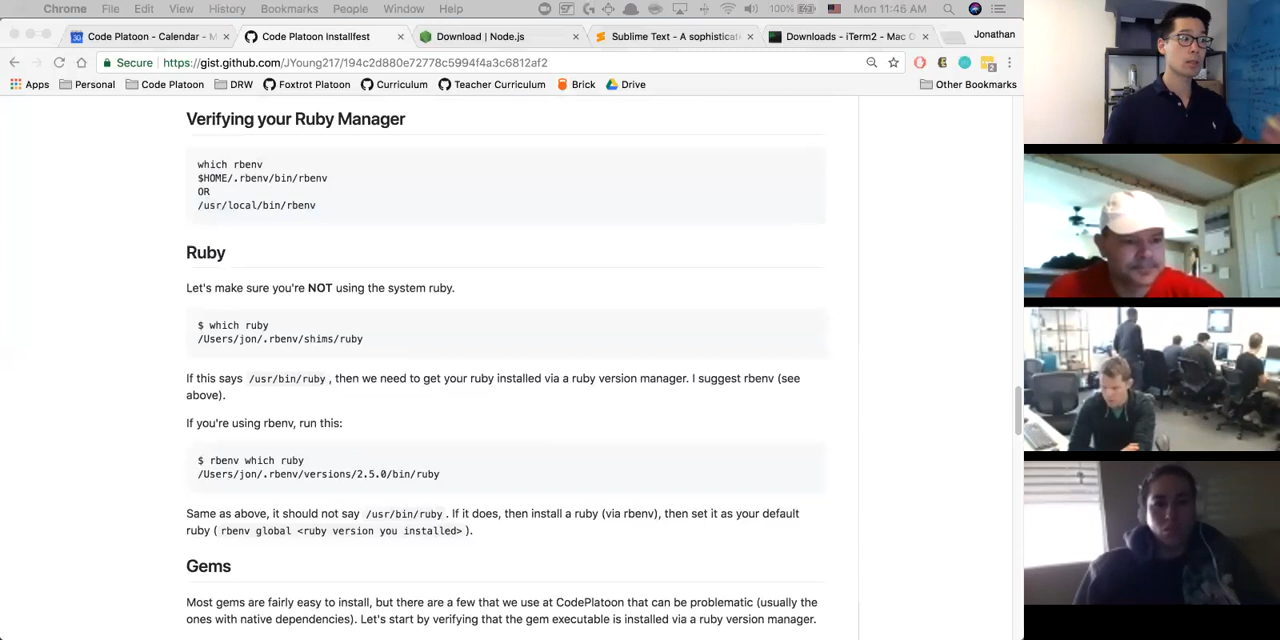 Chrome File Edit View History Bookmarks People Window Help 100% Mon 11:46 AM
Code Platoon - Calendar - M Code Platoon Installfest Download | Node.js Sublime Text - A sophisticate Downloads - iTerm2 - Mac O Jonathan
Secure https://gist.github.com/JYoung217/194c2d880e72778c5994f4a3c6812af2
Apps Personal Code Platoon DRW Foxtrot Platoon Curriculum Teacher Curriculum Brick Drive Other Bookmarks
Verifying your Ruby Manager
which rbenv
$HOME/.rbenv/bin/rbenv
OR
/usr/local/bin/rbenv
Ruby
Let's make sure you're NOT using the system ruby.
$ which ruby
/Users/jon/.rbenv/shims/ruby
If this says /usr/bin/ruby, then we need to get your ruby installed via a ruby version manager. I suggest rbenv (see
above).
If you're using rbenv, run this:
$ rbenv which ruby
/Users/jon/.rbenv/versions/2.5.0/bin/ruby
Same as above, it should not say /usr/bin/ruby. If it does, then install a ruby (via rbenv), then set it as your default
ruby (rbenv global <ruby version you installed>).
Gems
Most gems are fairly easy to install, but there are a few that we use at CodePlatoon that can be problematic (usually the
ones with native dependencies). Let's start by verifying that the gem executable is installed via a ruby version manager.